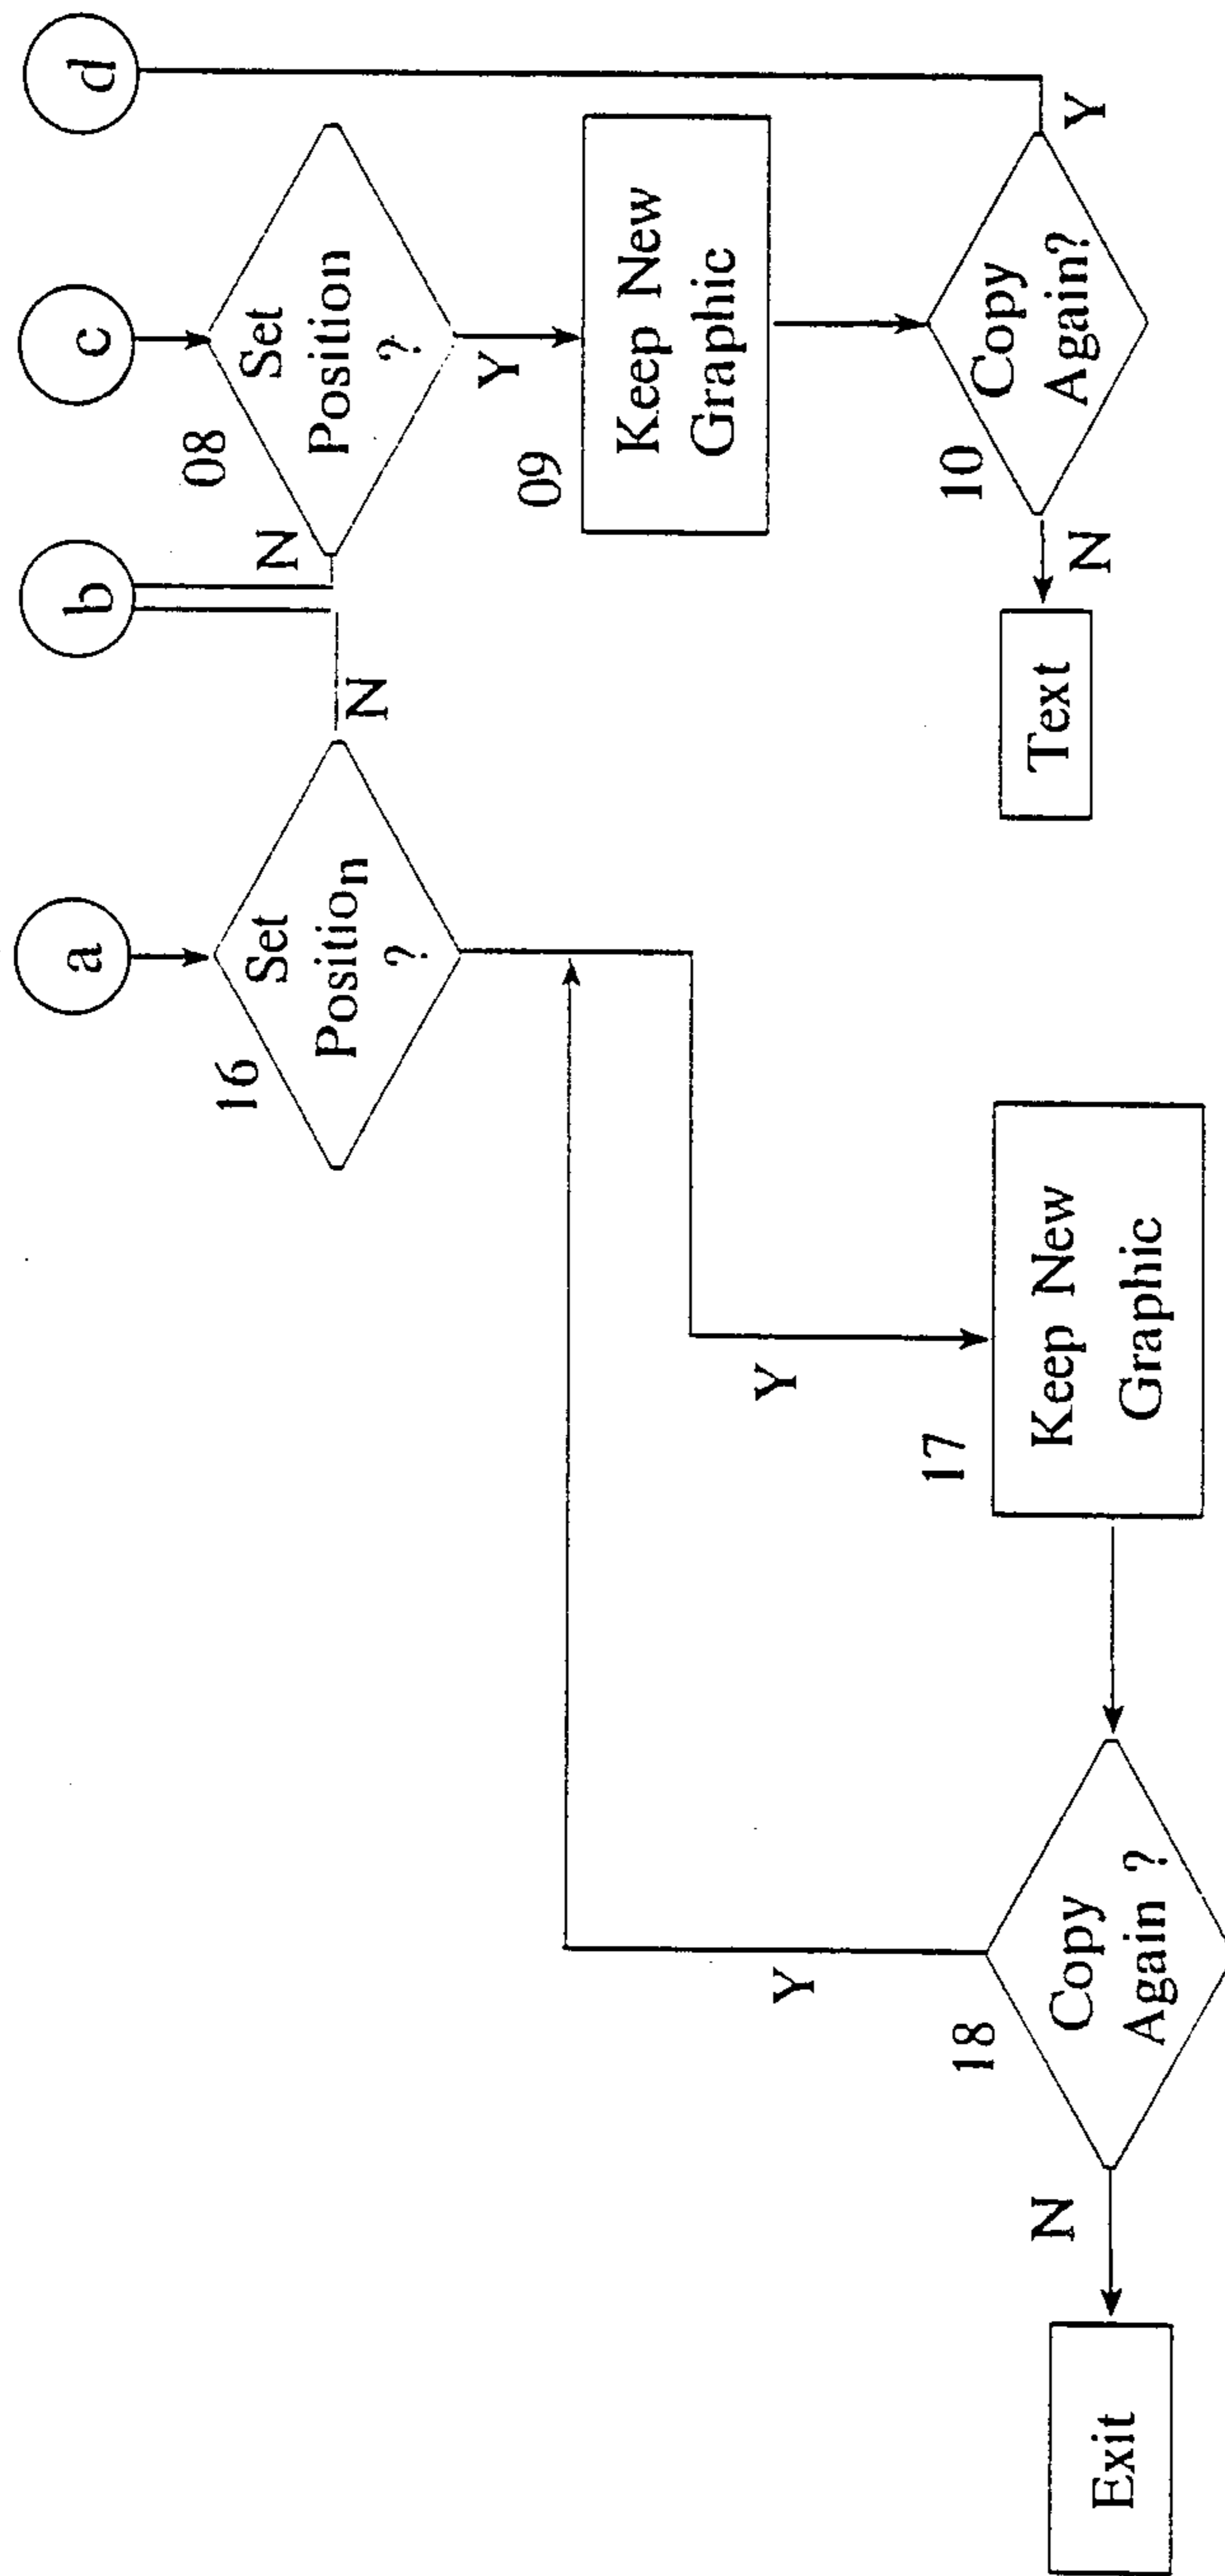 a
b
c
d
16
Set
Position
?
N
N
08
Set
Position
?
Y
09
Keep New
Graphic
Y
17
Keep New
Graphic
18
Copy
Again ?
Y
N
Exit
10
Copy
Again?
Y
N
Text